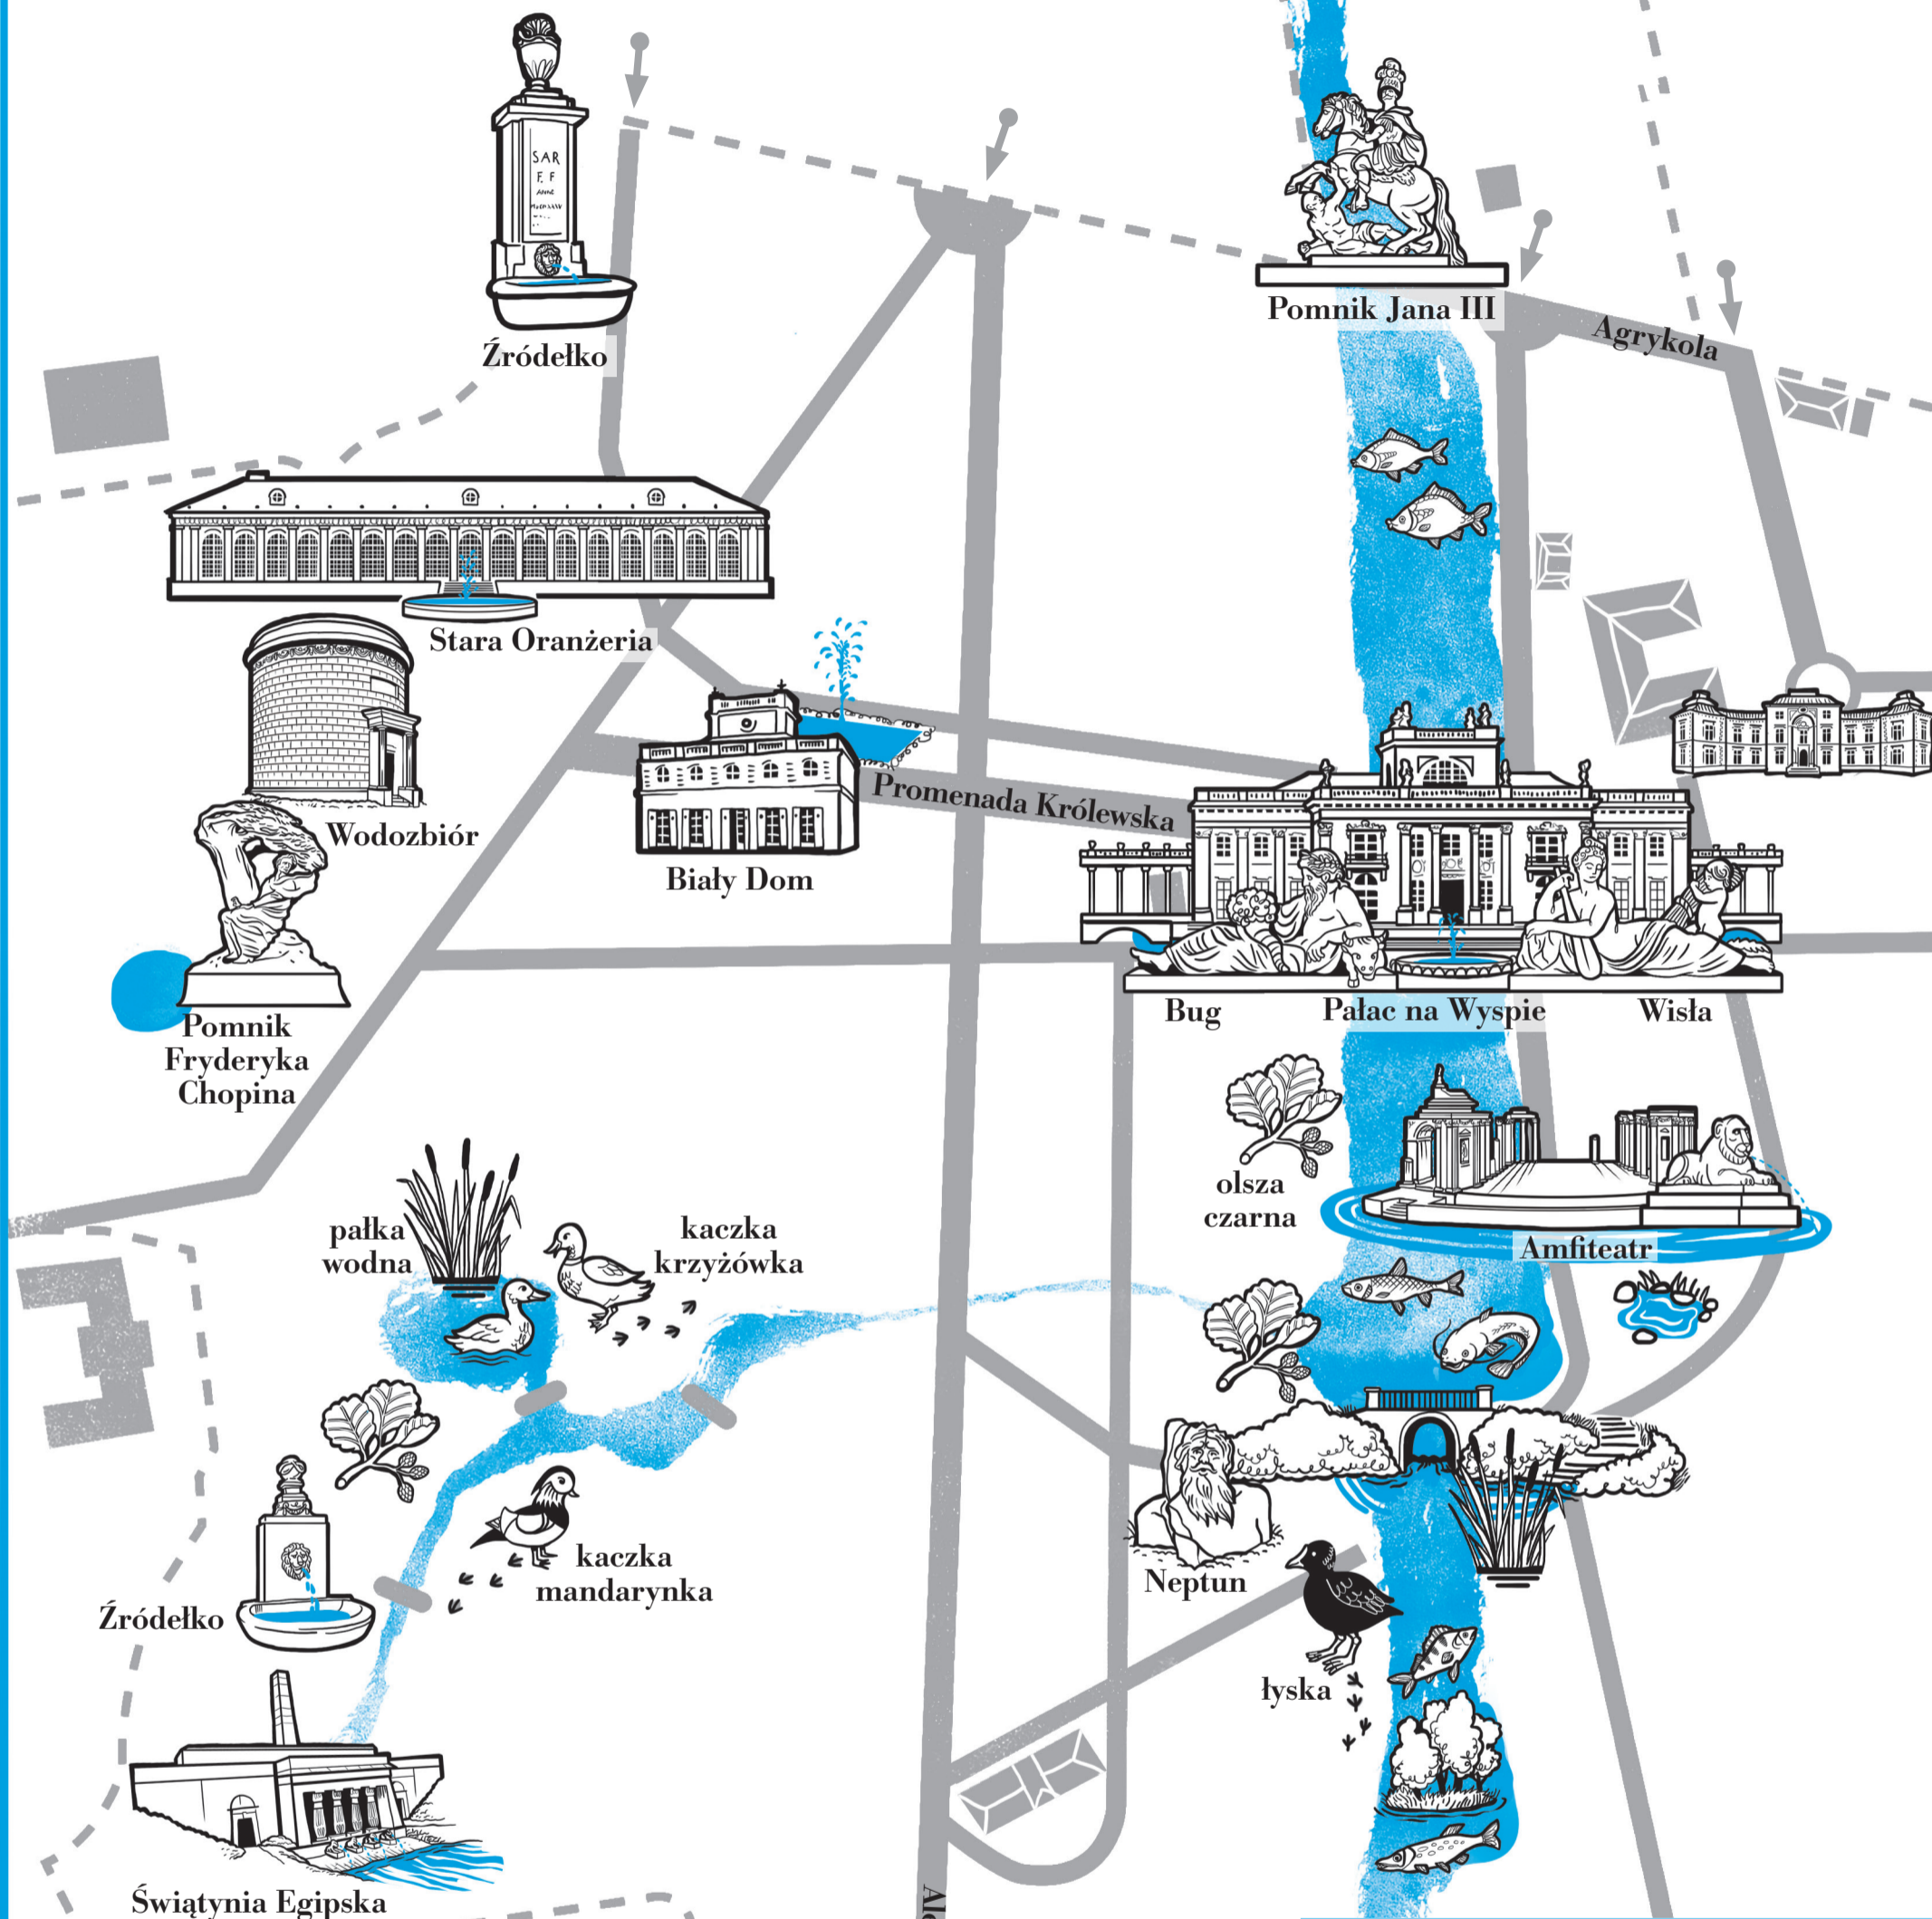 SAR
F. F
Źródełko
Pomnik Jana III
Agrykola
Stara Oranżeria
Wodozbiór
Promenada Królewska
Biały Dom
Pomnik
Fryderyka
Chopina
Bug
Pałac na Wyspie
Wisła
olsza
czarna
Amfiteatr
pałka
wodna
kaczka
krzyżówka
kaczka
mandarynka
Źródełko
Neptun
łyska
Świątynia Egipska